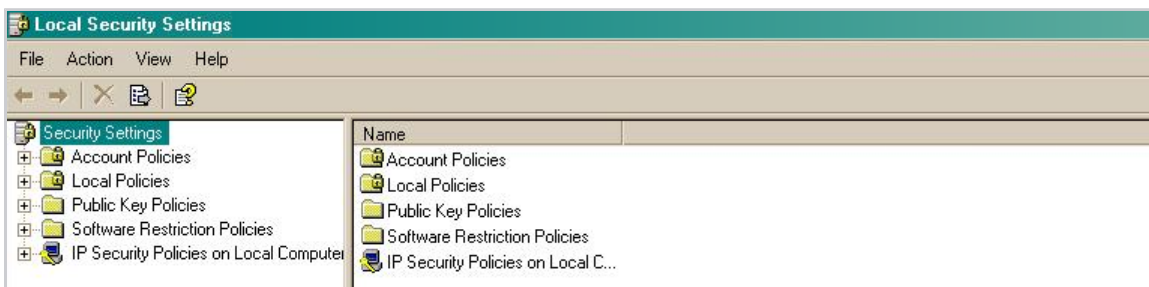 Local Security Settings
File Action View Help
Security Settings
Account Policies
Local Policies
Public Key Policies
Software Restriction Policies
IP Security Policies on Local Computer
Name
Account Policies
Local Policies
Public Key Policies
Software Restriction Policies
IP Security Policies on Local C...